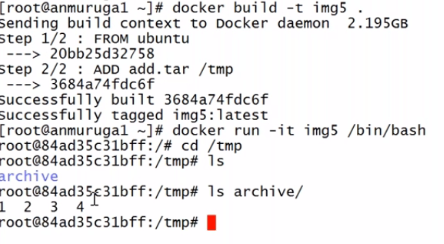 [root@anmuruga1 ~]# docker build -t img5 .
Sending build context to Docker daemon  2.195GB
Step 1/2 : FROM ubuntu
 ---> 20bb25d32758
Step 2/2 : ADD add.tar /tmp
 ---> 3684a74fdc6f
Successfully built 3684a74fdc6f
Successfully tagged img5:latest
[root@anmuruga1 ~]# docker run -it img5 /bin/bash
root@84ad35c31bff:/# cd /tmp
root@84ad35c31bff:/tmp# ls
archive
root@84ad35c31bff:/tmp# ls archive/
1  2  3  4
root@84ad35c31bff:/tmp#